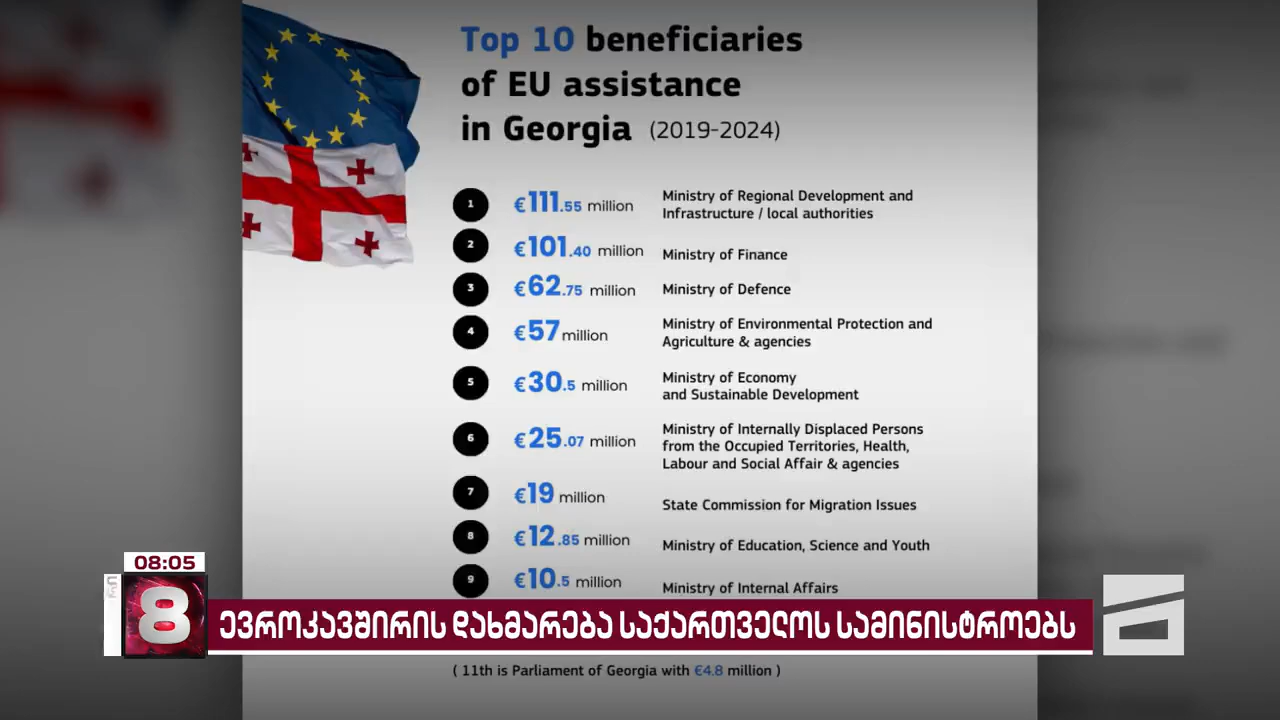 Top 10 beneficiaries
of EU assistance
in Georgia (2019-2024)
1 €111.55 million Ministry of Regional Development and
Infrastructure / local authorities
2 €101.40 million Ministry of Finance
3 €62.75 million Ministry of Defence
4 €57 million Ministry of Environmental Protection and
Agriculture & agencies
5 €30.5 million Ministry of Economy
and Sustainable Development
6 €25.07 million Ministry of Internally Displaced Persons
from the Occupied Territories, Health,
Labour and Social Affair & agencies
7 €19 million State Commission for Migration Issues
8 €12.85 million Ministry of Education, Science and Youth
9 €10.5 million Ministry of Internal Affairs
08:05
8
ევროკავშირის დახმარება საქართველოს სამინისტროებს
( 11th is Parliament of Georgia with €4.8 million )